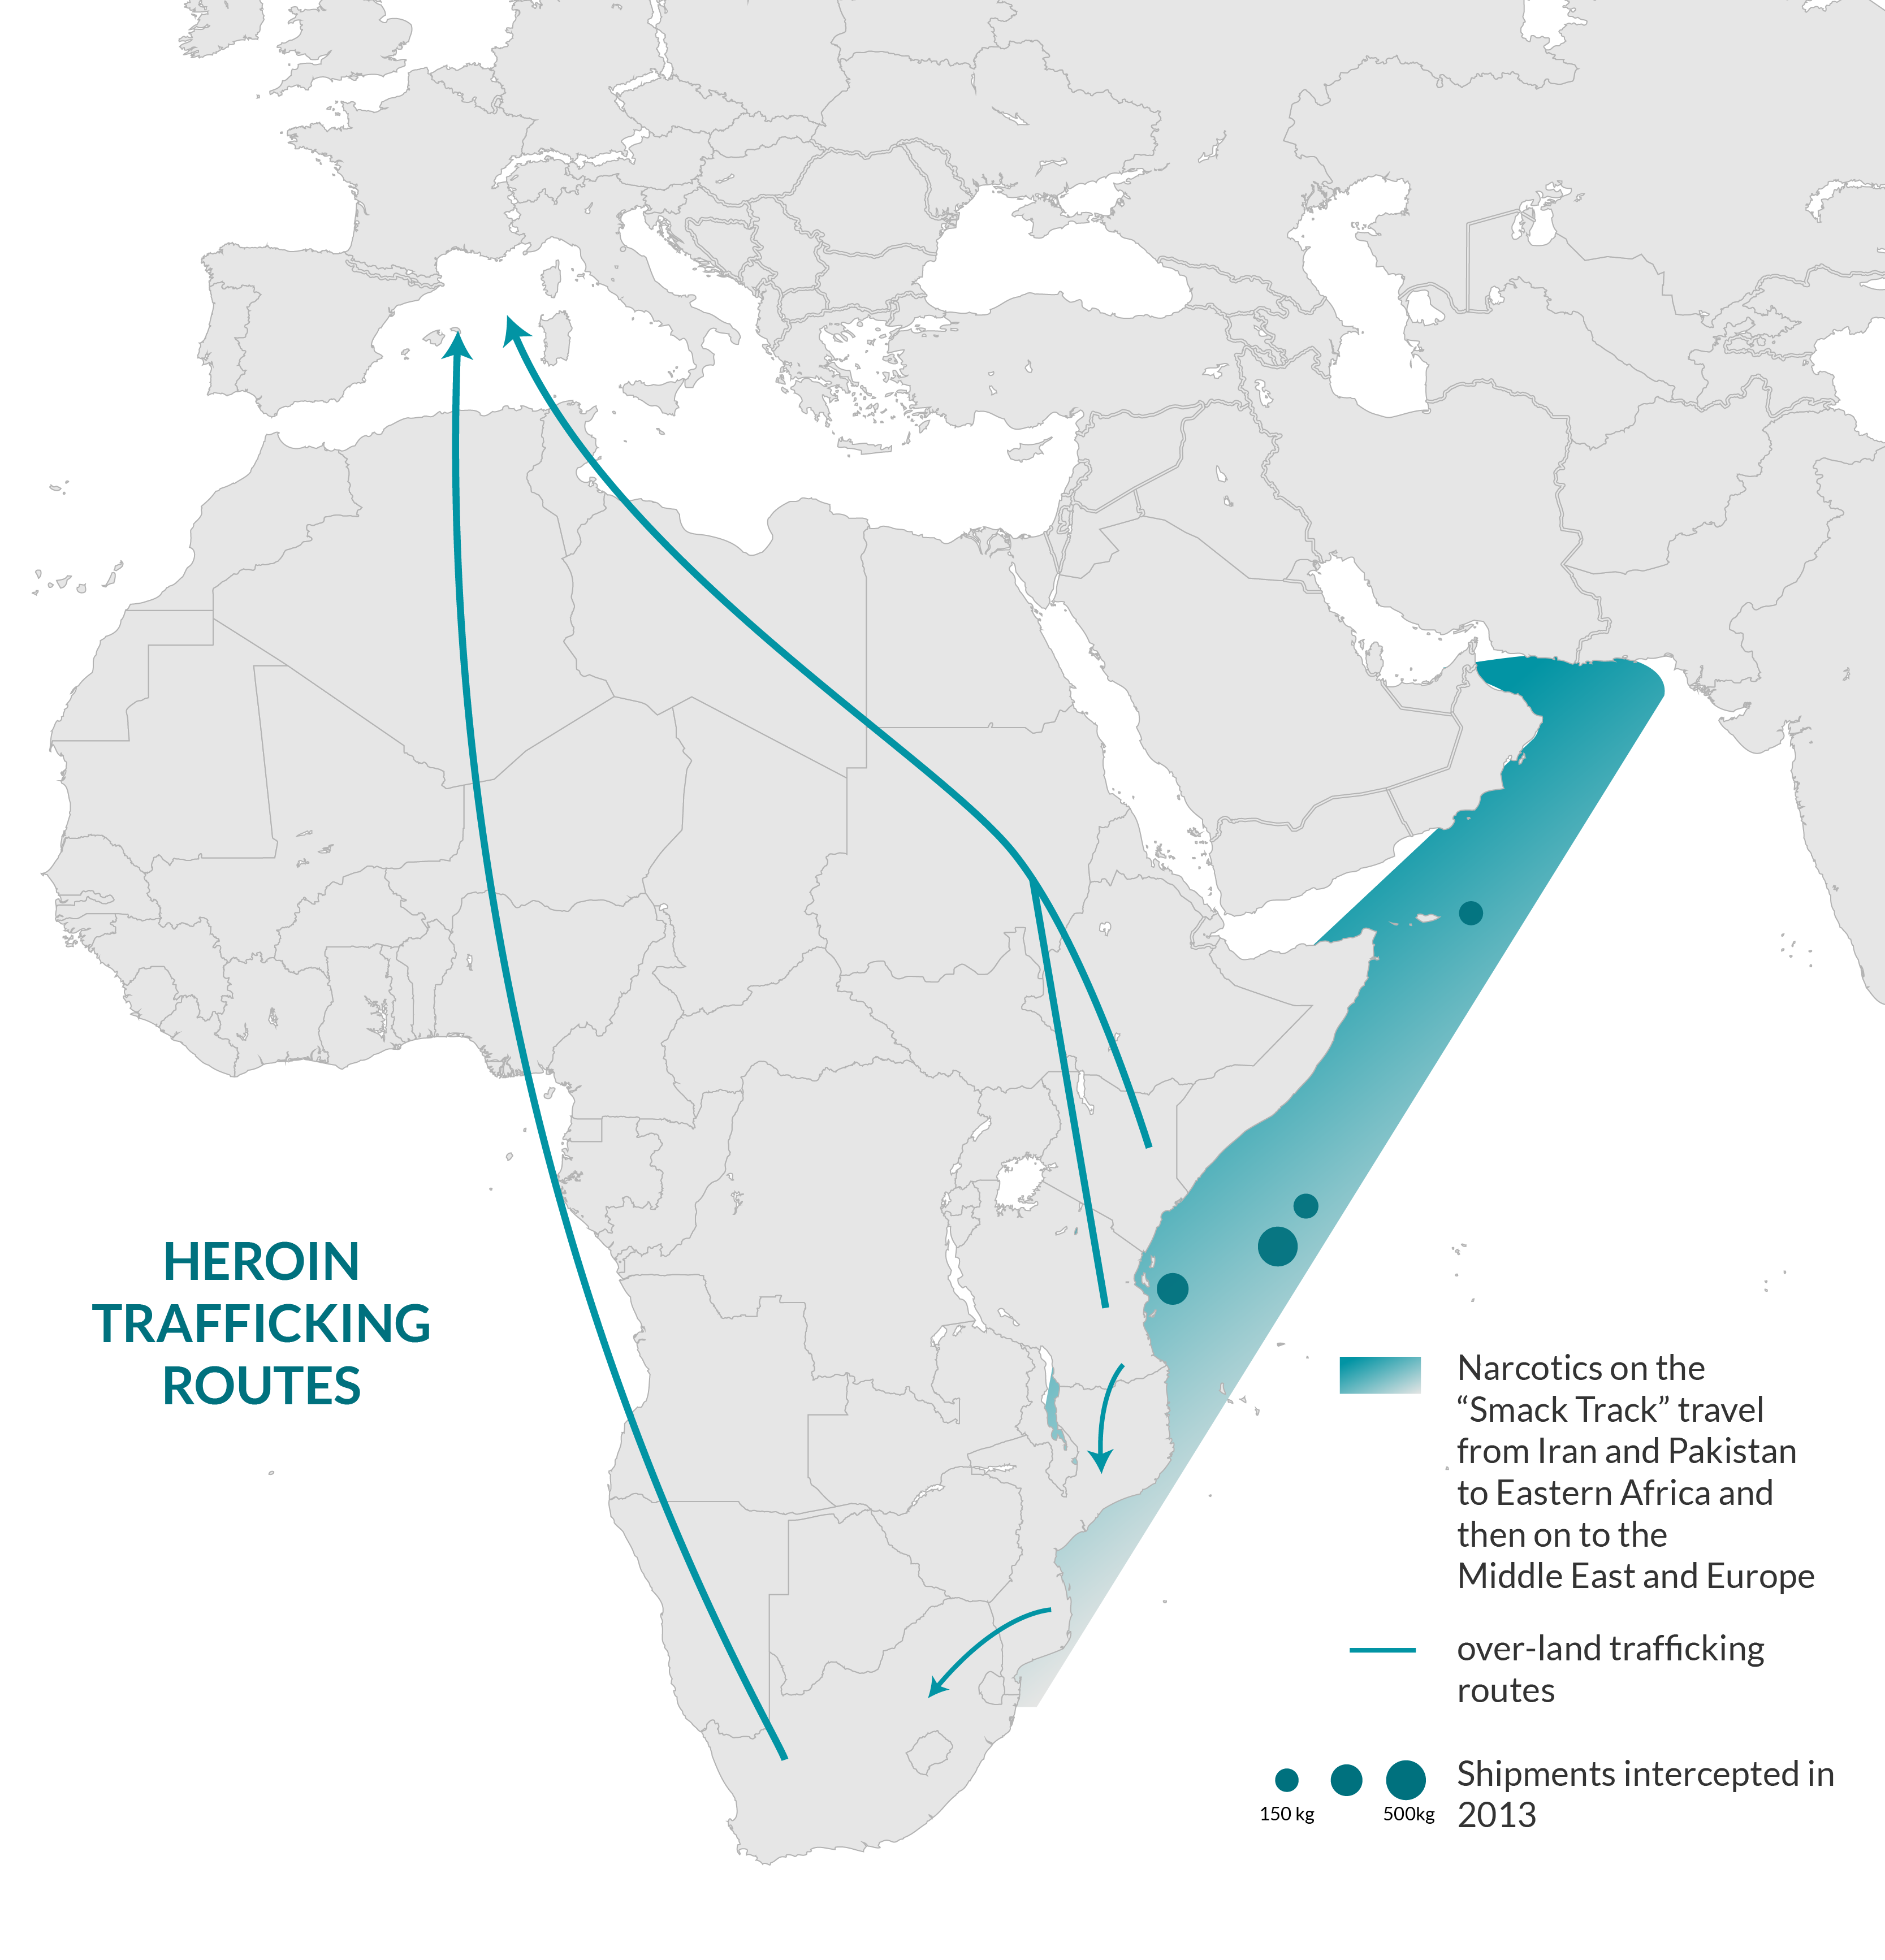 HEROIN
TRAFFICKING
ROUTES
Narcotics on the
“Smack Track” travel
from Iran and Pakistan
to Eastern Africa and
then on to the
Middle East and Europe
over-land trafficking
routes
Shipments intercepted in
2013
150 kg
500kg